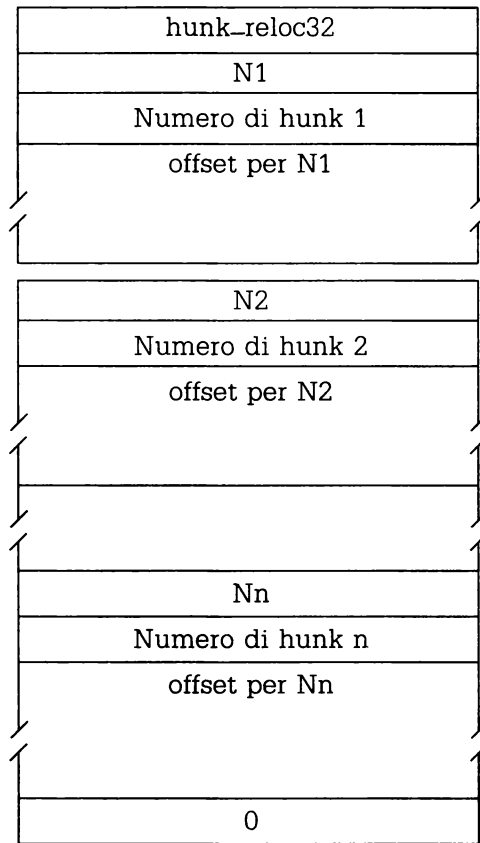 hunk_reloc32
N1
Numero di hunk 1
offset per N1
N2
Numero di hunk 2
offset per N2
Nn
Numero di hunk n
offset per Nn
0